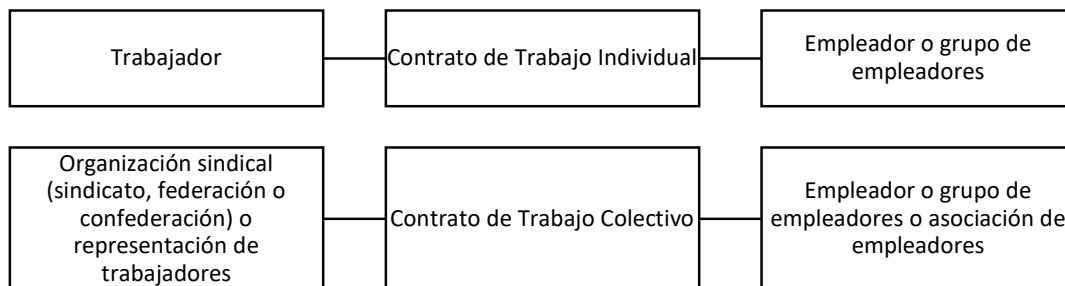 Trabajador
Contrato de Trabajo Individual
Empleador o grupo de
empleadores
Organización sindical
(sindicato, federación o
confederación) o
representación de
trabajadores
Contrato de Trabajo Colectivo
Empleador o grupo de
empleadores o asociación de
empleadores